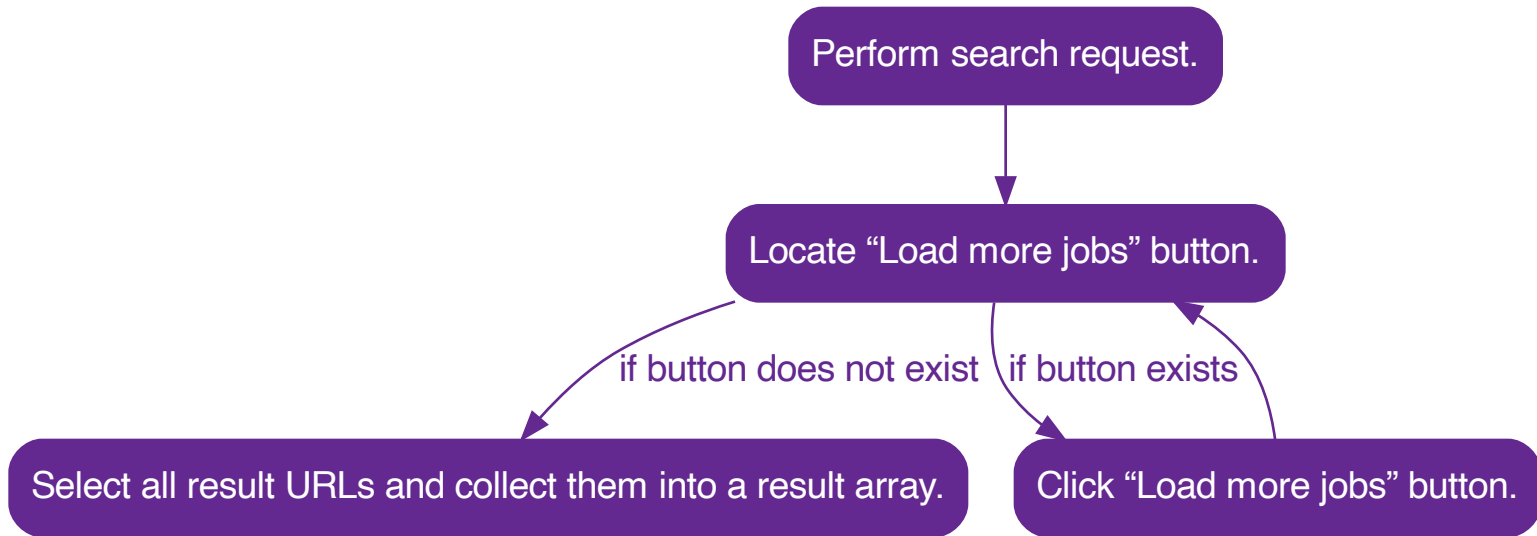 Perform search request.
Locate “Load more jobs” button.
if button does not exist
if button exists
Select all result URLs and collect them into a result array.
Click “Load more jobs” button.